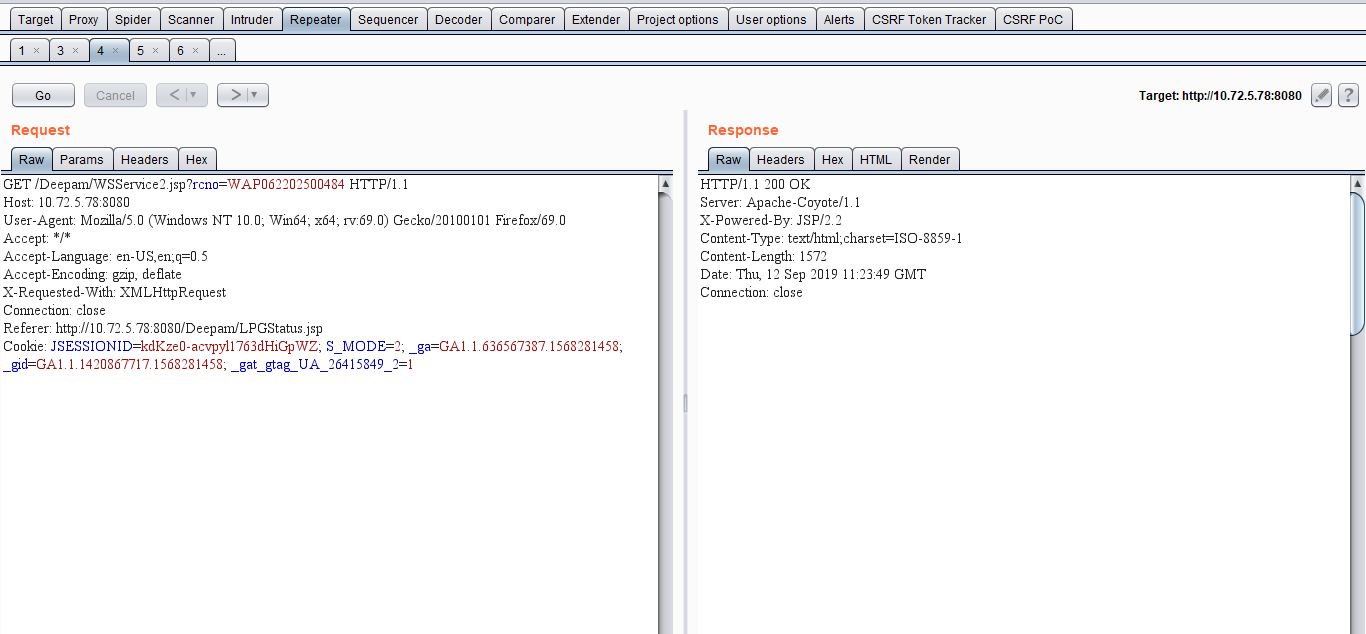 Target Proxy Spider Scanner Intruder Repeater Sequencer Decoder Comparer Extender Project options User options Alerts CSRF Token Tracker CSRF PoC
1 × 3 × 4 × 5 × 6 × ...
Go Cancel < > Target: http://10.72.5.78:8080 ?
Request
Raw Params Headers Hex
GET /Deepam/WSService2.jsp?rcno=WAP062202500484 HTTP/1.1
Host: 10.72.5.78:8080
User-Agent: Mozilla/5.0 (Windows NT 10.0; Win64; x64; rv:69.0) Gecko/20100101 Firefox/69.0
Accept: */*
Accept-Language: en-US,en;q=0.5
Accept-Encoding: gzip, deflate
X-Requested-With: XMLHttpRequest
Connection: close
Referer: http://10.72.5.78:8080/Deepam/LPGStatus.jsp
Cookie: JSESSIONID=kdKze0-acvpyl1763dHiGpWZ; S_MODE=2; _ga=GA1.1.636567387.1568281458;
_gid=GA1.1.1420867717.1568281458; _gat_gtag_UA_26415849_2=1
Response
Raw Headers Hex HTML Render
HTTP/1.1 200 OK
Server: Apache-Coyote/1.1
X-Powered-By: JSP/2.2
Content-Type: text/html;charset=ISO-8859-1
Content-Length: 1572
Date: Thu, 12 Sep 2019 11:23:49 GMT
Connection: close